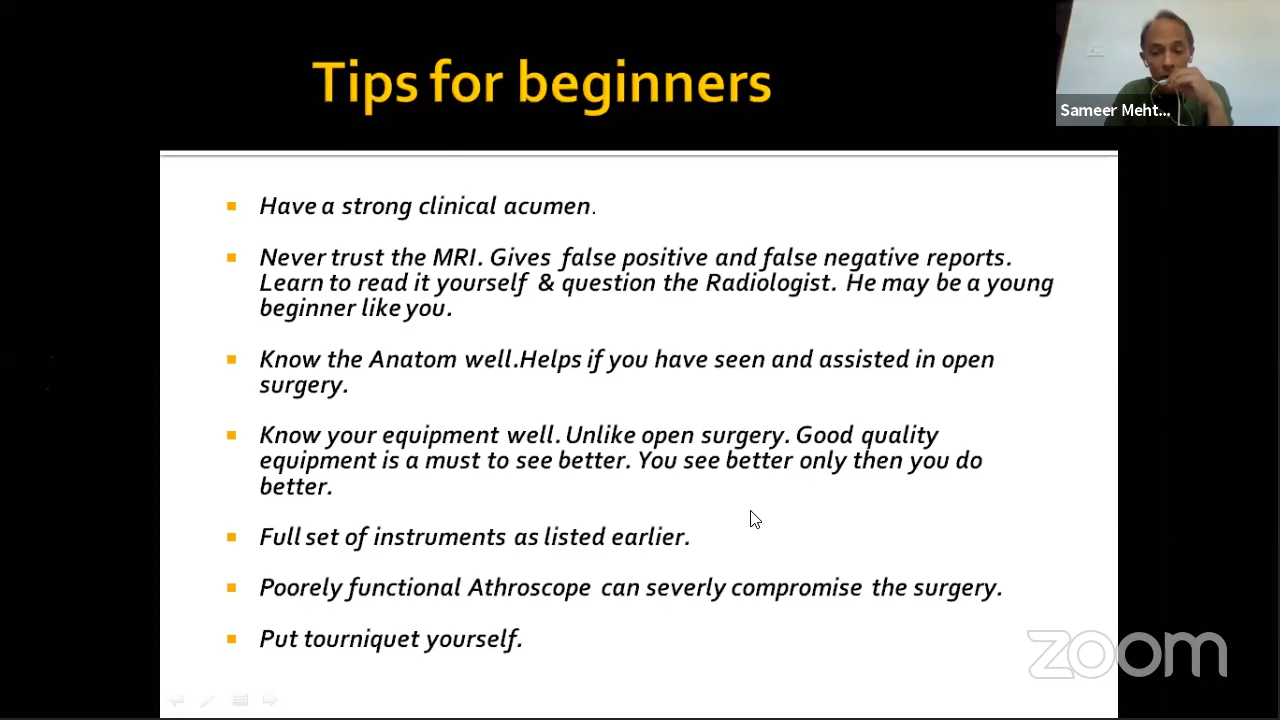 Tips for beginners
Sameer Meht...
Have a strong clinical acumen.
Never trust the MRI. Gives false positive and false negative reports.
Learn to read it yourself & question the Radiologist. He may be a young
beginner like you.
Know the Anatom well.Helps if you have seen and assisted in open
surgery.
Know your equipment well. Unlike open surgery. Good quality
equipment is a must to see better. You see better only then you do
better.
Full set of instruments as listed earlier.
Poorely functional Athroscope can severly compromise the surgery.
Put tourniquet yourself.
zoom